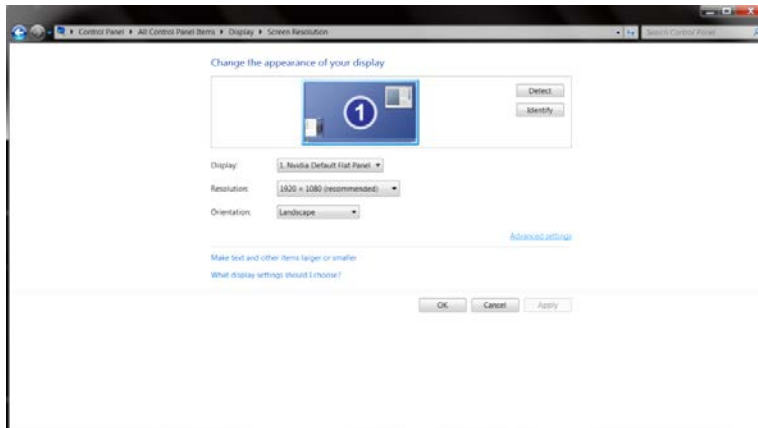 Control Panel ▸ All Control Panel Items ▸ Display ▸ Screen Resolution
Search Control Panel
Change the appearance of your display
1
Detect
Identify
Display:
1. Nvidia Default Flat Panel
Resolution:
1920 × 1080 (recommended)
Orientation:
Landscape
Advanced settings
Make text and other items larger or smaller
What display settings should I choose?
OK
Cancel
Apply